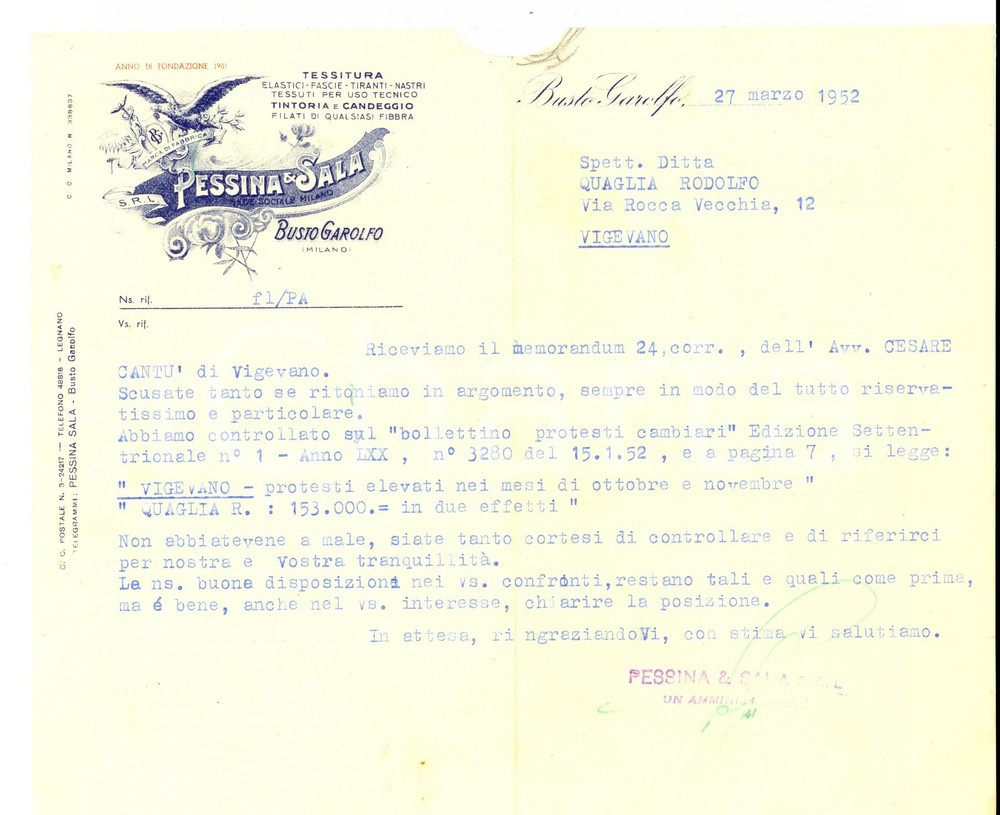 ANNO DI FONDAZIONE 1901
TESSITURA
ELASTICI - FASCIE - TIRANTI - NASTRI
TESSUTI PER USO TECNICO
TINTORIA E CANDEGGIO
FILATI DI QUALSIASI FIBBRA
MARCA DI FABBRICA
S.R.L.
PESSINA & SALA
SEDE SOCIALE MILANO
BUSTO GAROLFO
(MILANO)
Busto Garolfo, 27 marzo 1952
Spett. Ditta
QUAGLIA RODOLFO
Via Rocca Vecchia, 12
VIGEVANO
Ns. rif. fl/PA
Vs. rif.
C. C. MILANO N. 338637
C. C. POSTALE N. 3-24217 — TELEFONO 48816 - LEGNANO
TELEGRAMMI: PESSINA SALA - Busto Garolfo
Riceviamo il memorandum 24,corr. , dell' Avv. CESARE
CANTU' di Vigevano.
Scusate tanto se ritorniamo in argomento, sempre in modo del tutto riserva-
tissimo e particolare.
Abbiamo controllato sul "bollettino protesti cambiari" Edizione Setten-
trionale n° 1 - Anno LXX , n° 3280 del 15.1.52 , e a pagina 7 , si legge:
" VIGEVANO - protesti elevati nei mesi di ottobre e novembre "
" QUAGLIA R. : 153.000.= in due effetti "
Non abbiatevene a male, siate tanto cortesi di controllare e di riferirci
per nostra e Vostra tranquillità.
La ns. buona disposizioni nei vs. confronti,restano tali e quali come prima,
ma é bene, anche nel vs. interesse, chiarire la posizione.
In attesa, ri ngraziandoVi, con stima Vi salutiamo.
PESSINA & SALA S.R.L.
UN